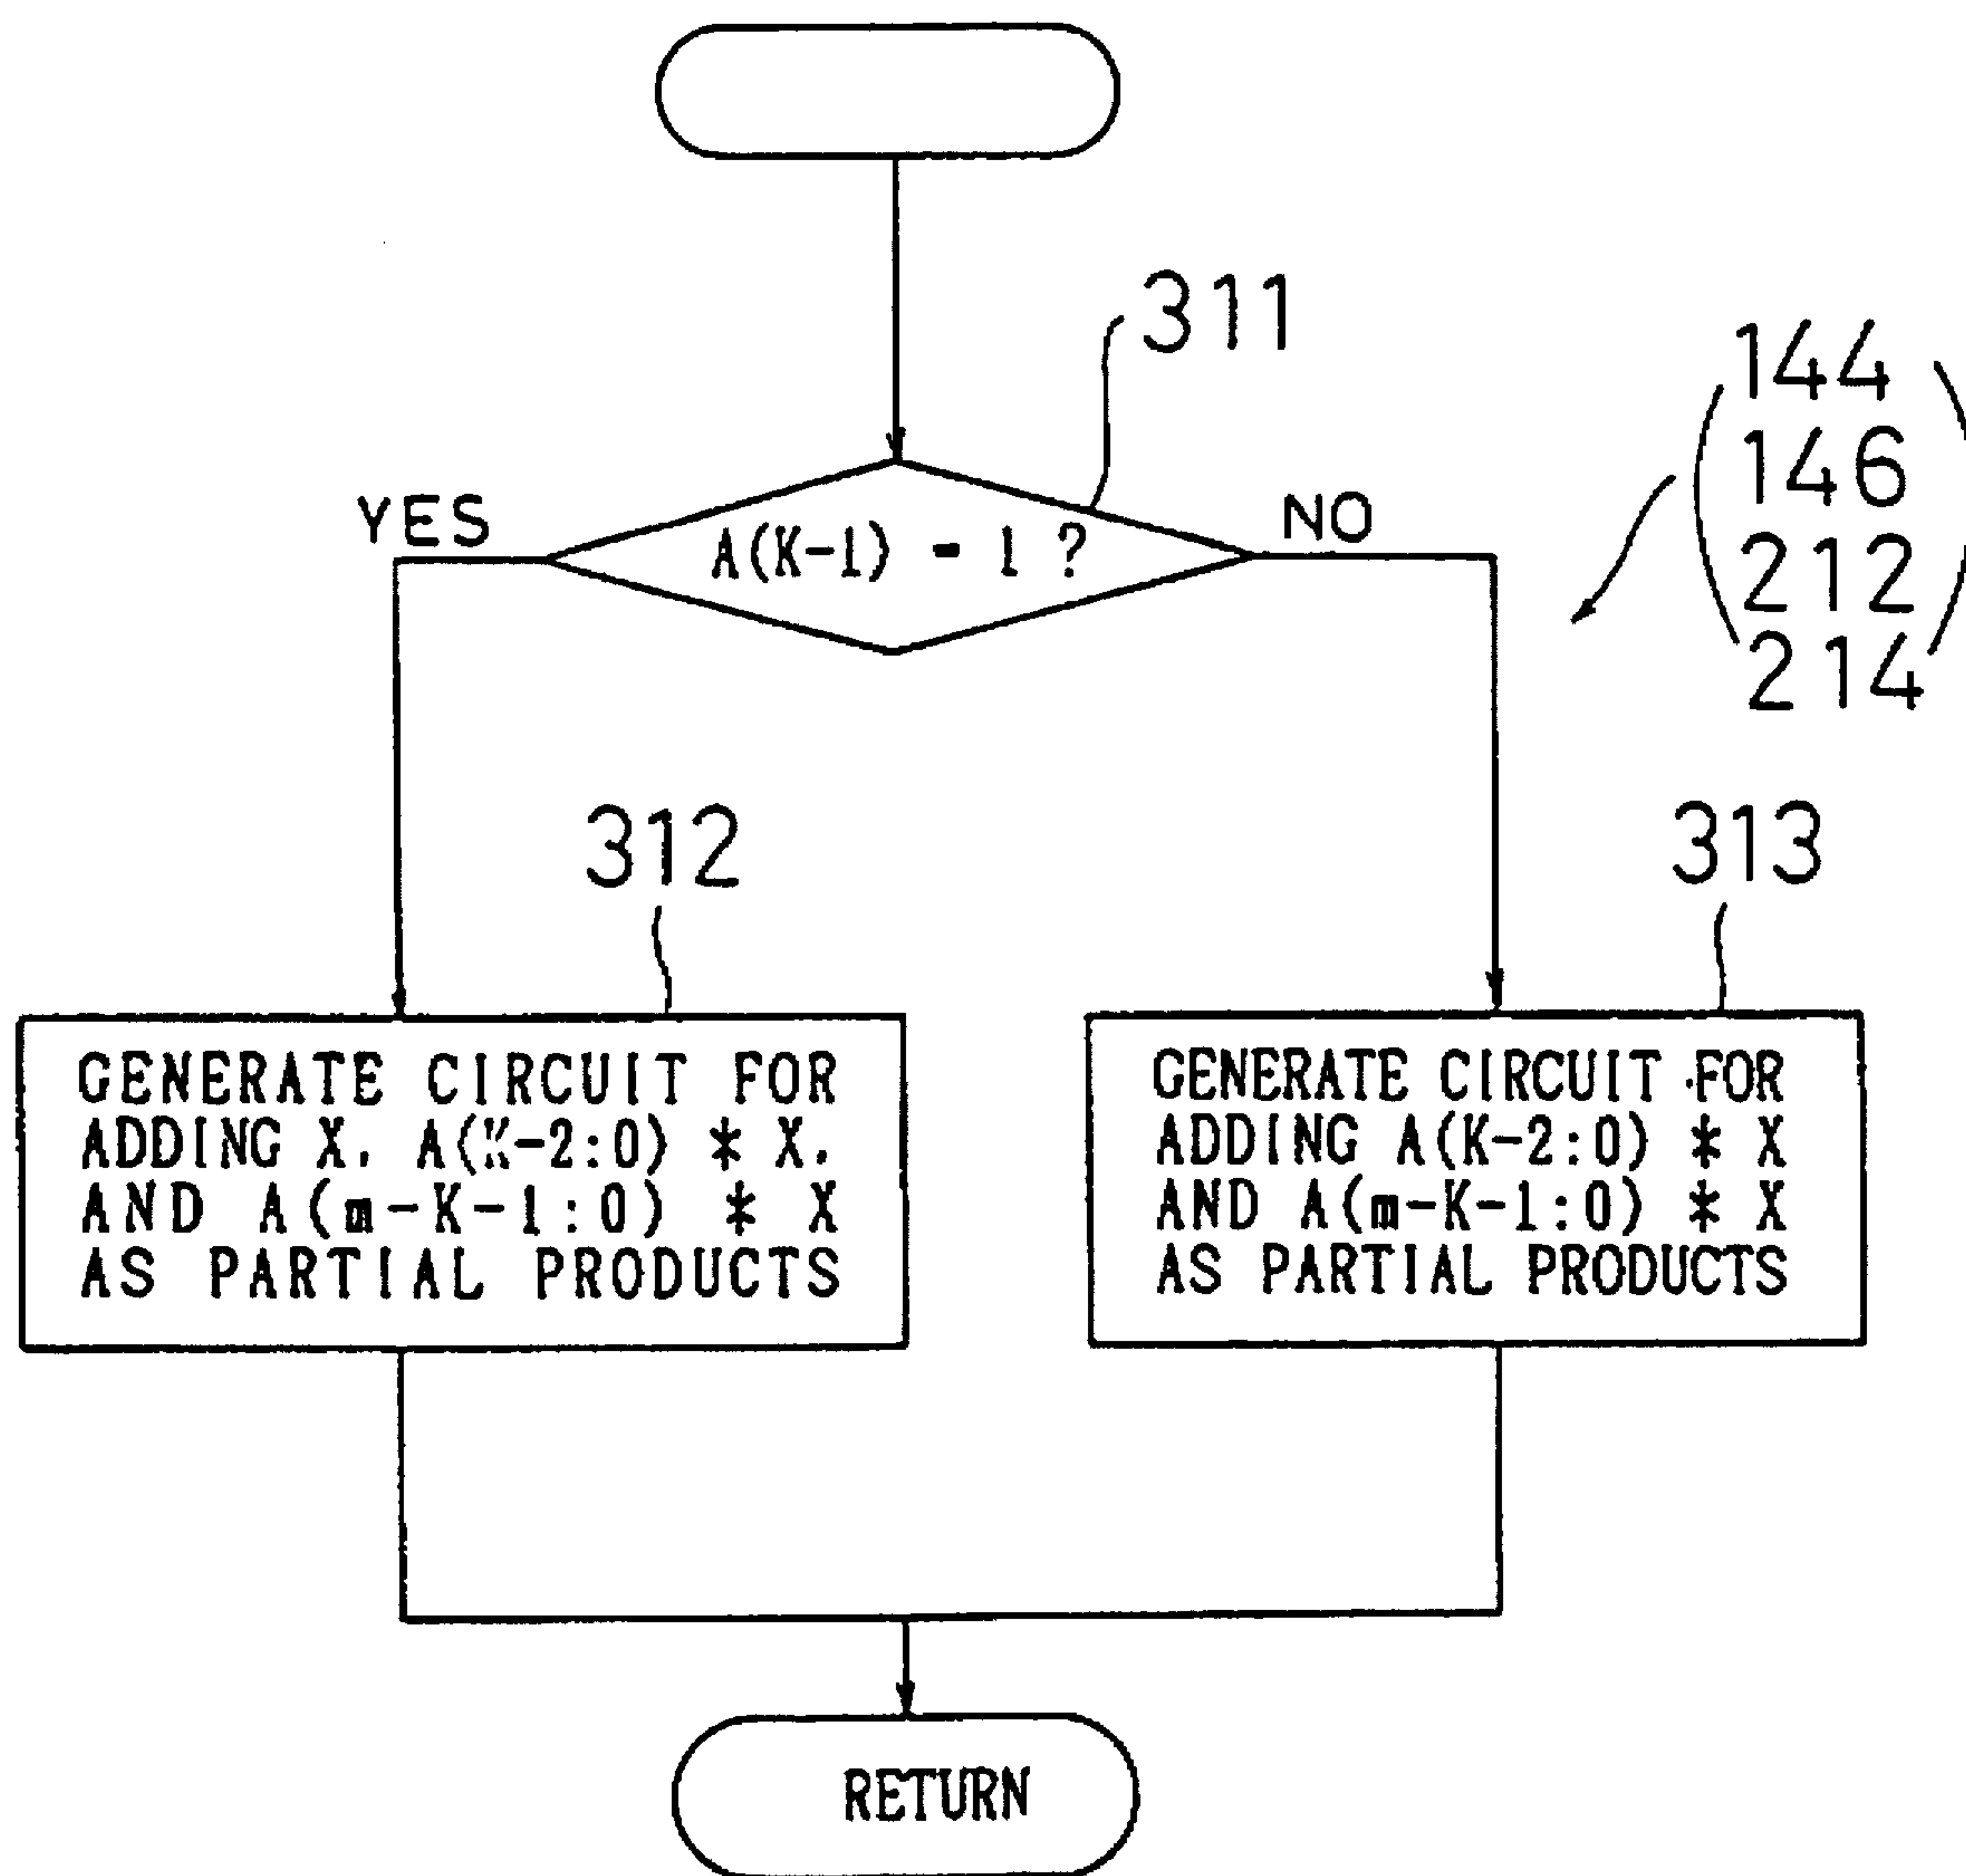 311
144
146
212
214
YES
NO
A(K-1) = 1 ?
312
313
GENERATE CIRCUIT FOR
ADDING X, A(K-2:0) * X,
AND A(m-K-1:0) * X
AS PARTIAL PRODUCTS
GENERATE CIRCUIT FOR
ADDING A(K-2:0) * X
AND A(m-K-1:0) * X
AS PARTIAL PRODUCTS
RETURN